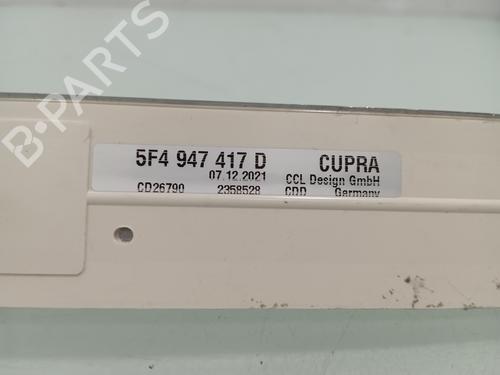 B-PARTS
5F4 947 417 D CUPRA
07.12.2021 CCL Design GmbH
CD26790 2358528 CDD Germany